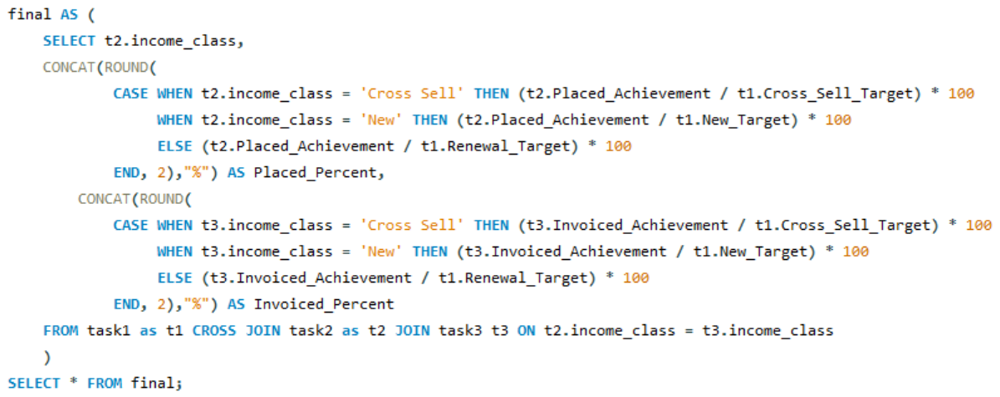 final AS (
    SELECT t2.income_class,
    CONCAT(ROUND(
            CASE WHEN t2.income_class = 'Cross Sell' THEN (t2.Placed_Achievement / t1.Cross_Sell_Target) * 100
                 WHEN t2.income_class = 'New' THEN (t2.Placed_Achievement / t1.New_Target) * 100
                 ELSE (t2.Placed_Achievement / t1.Renewal_Target) * 100
            END, 2),"%") AS Placed_Percent,
        CONCAT(ROUND(
            CASE WHEN t3.income_class = 'Cross Sell' THEN (t3.Invoiced_Achievement / t1.Cross_Sell_Target) * 100
                 WHEN t3.income_class = 'New' THEN (t3.Invoiced_Achievement / t1.New_Target) * 100
                 ELSE (t3.Invoiced_Achievement / t1.Renewal_Target) * 100
            END, 2),"%") AS Invoiced_Percent
    FROM task1 as t1 CROSS JOIN task2 as t2 JOIN task3 t3 ON t2.income_class = t3.income_class
    )
SELECT * FROM final;